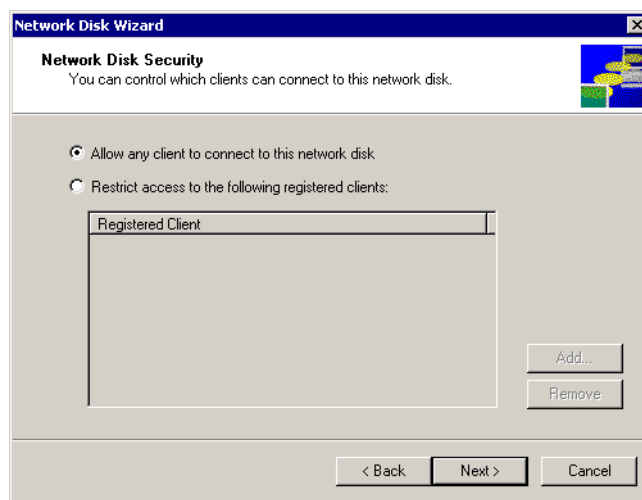 Network Disk Wizard
Network Disk Security
You can control which clients can connect to this network disk.
Allow any client to connect to this network disk
Restrict access to the following registered clients:
Registered Client
Add...
Remove
< Back
Next >
Cancel